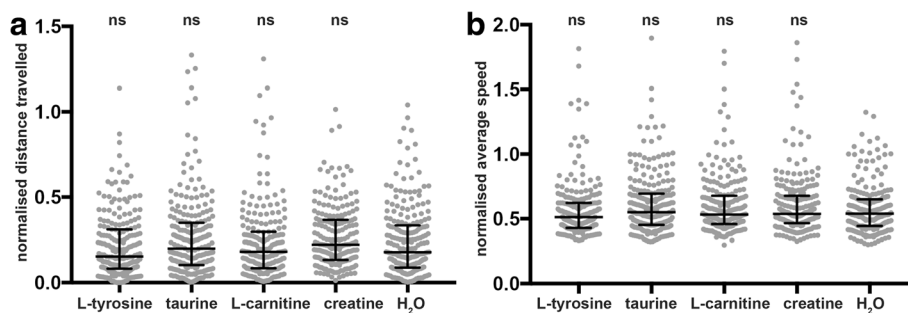 a
ns ns ns ns
normalised distance travelled
1.5
1.0
0.5
0.0
L-tyrosine taurine L-carnitine creatine H₂O
b
ns ns ns ns
normalised average speed
2.0
1.5
1.0
0.5
0.0
L-tyrosine taurine L-carnitine creatine H₂O